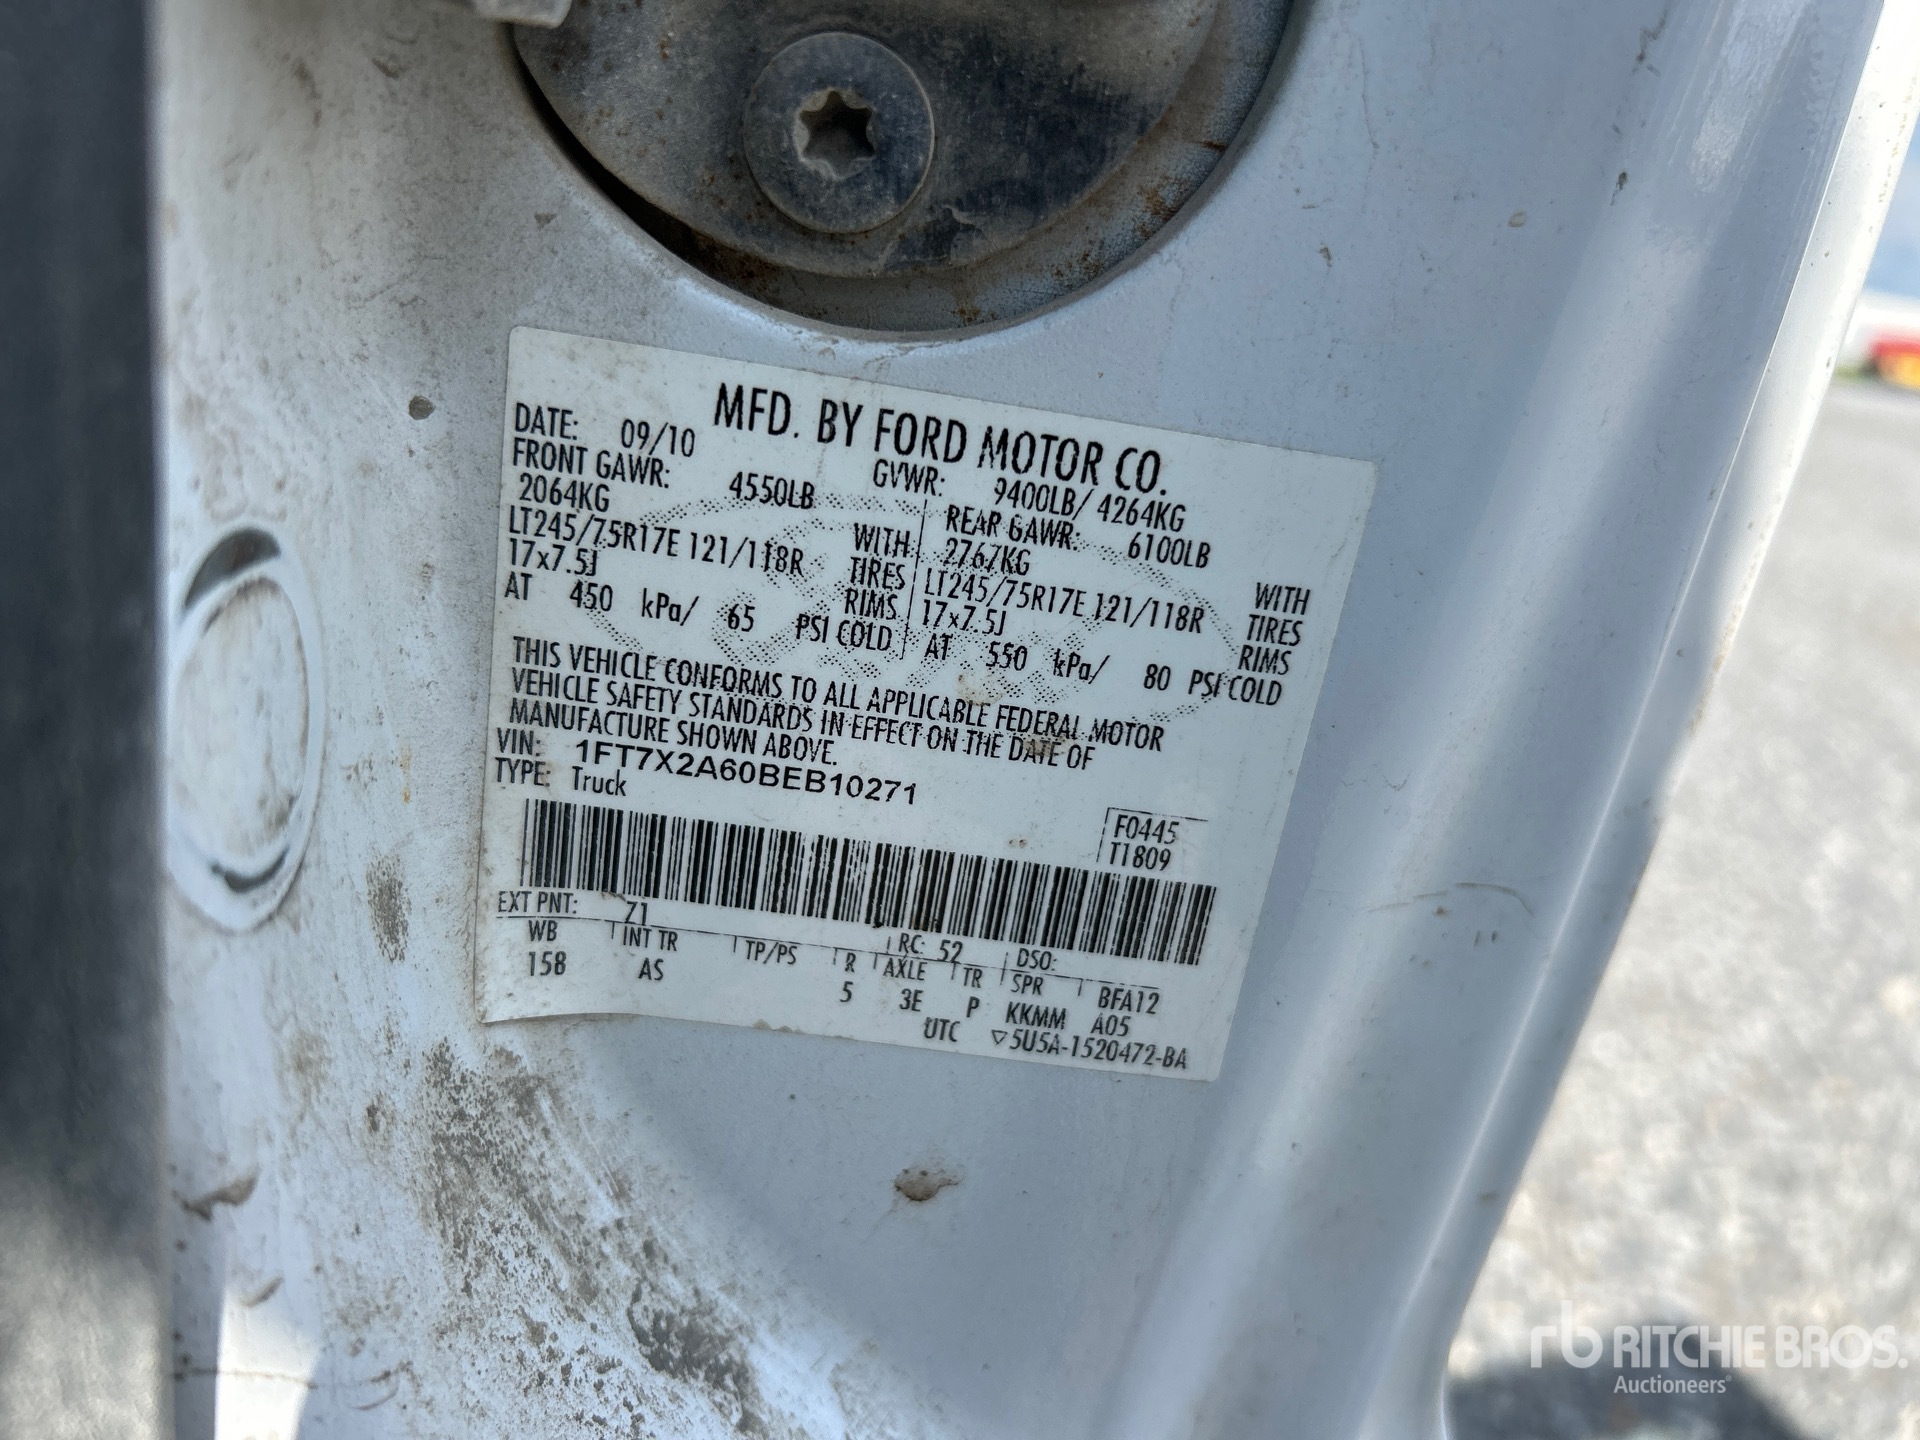 MFD. BY FORD MOTOR CO.
DATE: 09/10 GVWR: 9400LB/ 4264KG
FRONT GAWR: 4550LB REAR GAWR: 6100LB
2064KG WITH 2767KG WITH
LT245/75R17E 121/118R TIRES LT245/75R17E 121/118R TIRES
17x7.5J RIMS 17x7.5J RIMS
AT 450 kPa/ 65 PSI COLD AT 550 kPa/ 80 PSI COLD
THIS VEHICLE CONFORMS TO ALL APPLICABLE FEDERAL MOTOR
VEHICLE SAFETY STANDARDS IN EFFECT ON THE DATE OF
MANUFACTURE SHOWN ABOVE.
VIN: 1FT7X2A60BEB10271
TYPE: Truck
F0445
T1809
EXT PNT: Z1 RC: 52 DSO:
WB INT TR TP/PS R AXLE TR SPR BFA12
158 AS 5 3E P KKMM A05
UTC ▽5U5A-1520472-BA
rb RITCHIE BROS.
Auctioneers